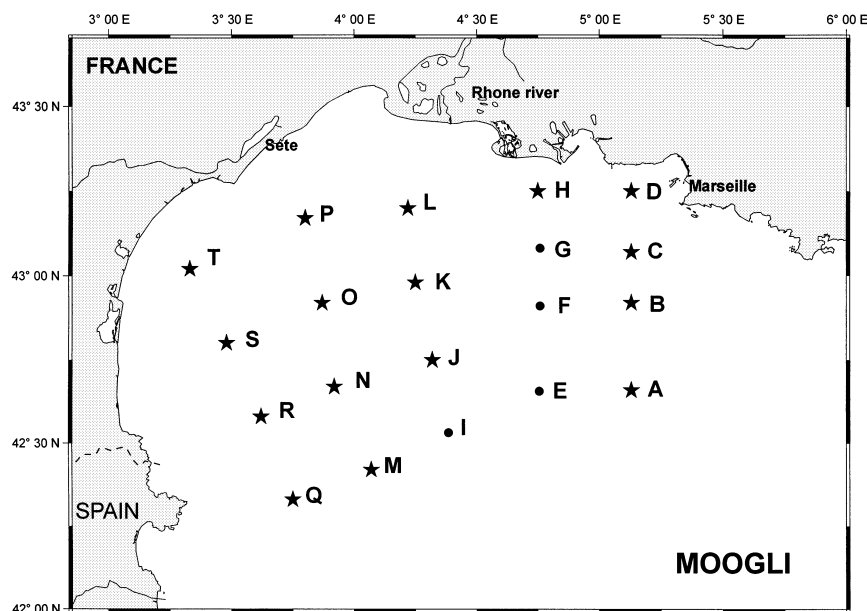 3° 00 E 3° 30 E 4° 00 E 4° 30 E 5° 00 E 5° 30 E 6° 00 E
FRANCE
Rhone river
43° 30 N
Séte
Marseille
H D
P L
G C
T
43° 00 N
K
O F B
S
J
N E A
R
I
42° 30 N
M
Q
SPAIN
MOOGLI
42° 00 N